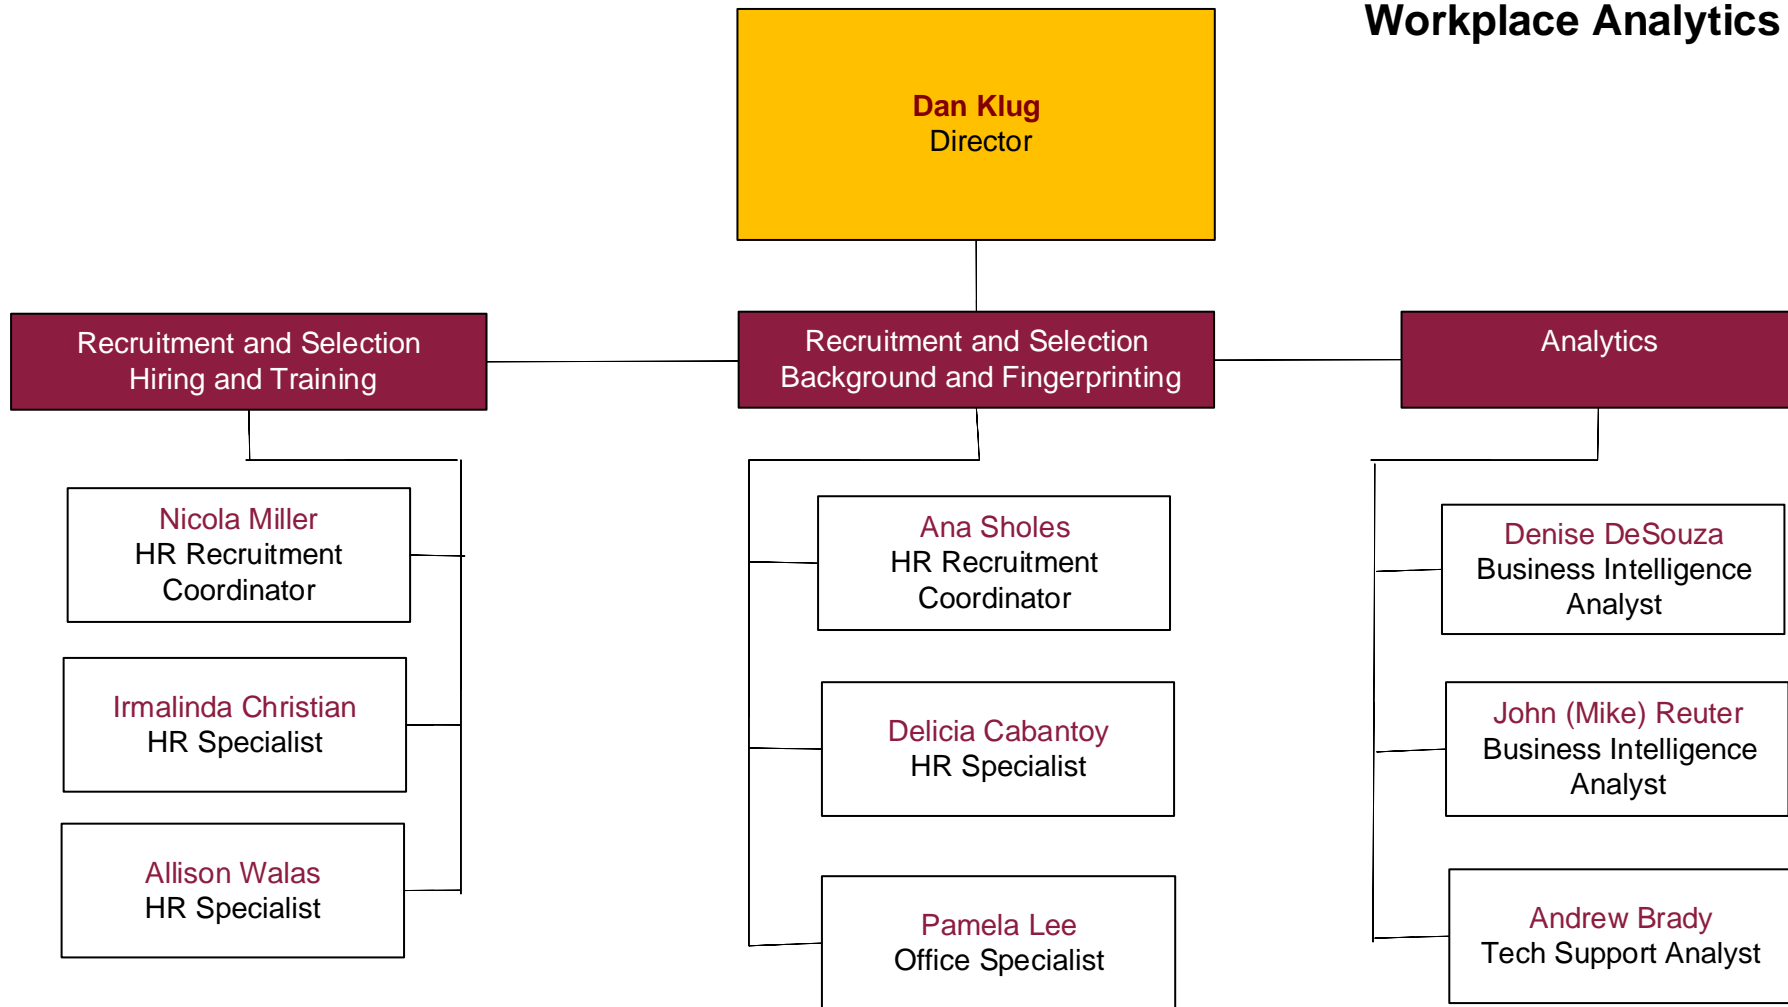 Workplace Analytics
Dan Klug
Director
Recruitment and Selection
Hiring and Training
Recruitment and Selection
Background and Fingerprinting
Analytics
Nicola Miller
HR Recruitment
Coordinator
Irmalinda Christian
HR Specialist
Allison Walas
HR Specialist
Ana Sholes
HR Recruitment
Coordinator
Delicia Cabantoy
HR Specialist
Pamela Lee
Office Specialist
Denise DeSouza
Business Intelligence
Analyst
John (Mike) Reuter
Business Intelligence
Analyst
Andrew Brady
Tech Support Analyst